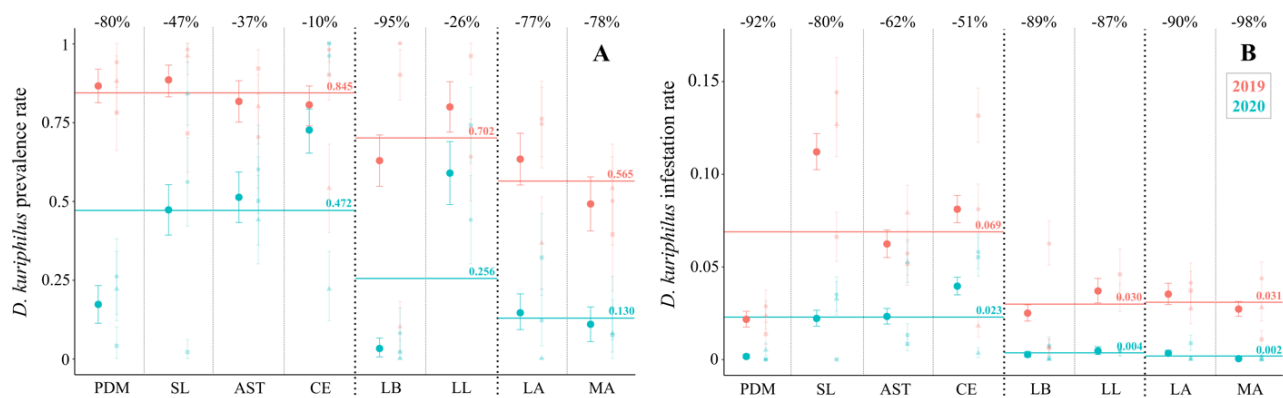 -80% -47% -37% -10% -95% -26% -77% -78%
A
D. kuriphilus prevalence rate
1
0.75
0.5
0.25
0
0.845
0.472
0.702
0.256
0.565
0.130
PDM SL AST CE LB LL LA MA
-92% -80% -62% -51% -89% -87% -90% -98%
B
2019
2020
D. kuriphilus infestation rate
0.15
0.10
0.05
0
0.069
0.023
0.030
0.004
0.031
0.002
PDM SL AST CE LB LL LA MA